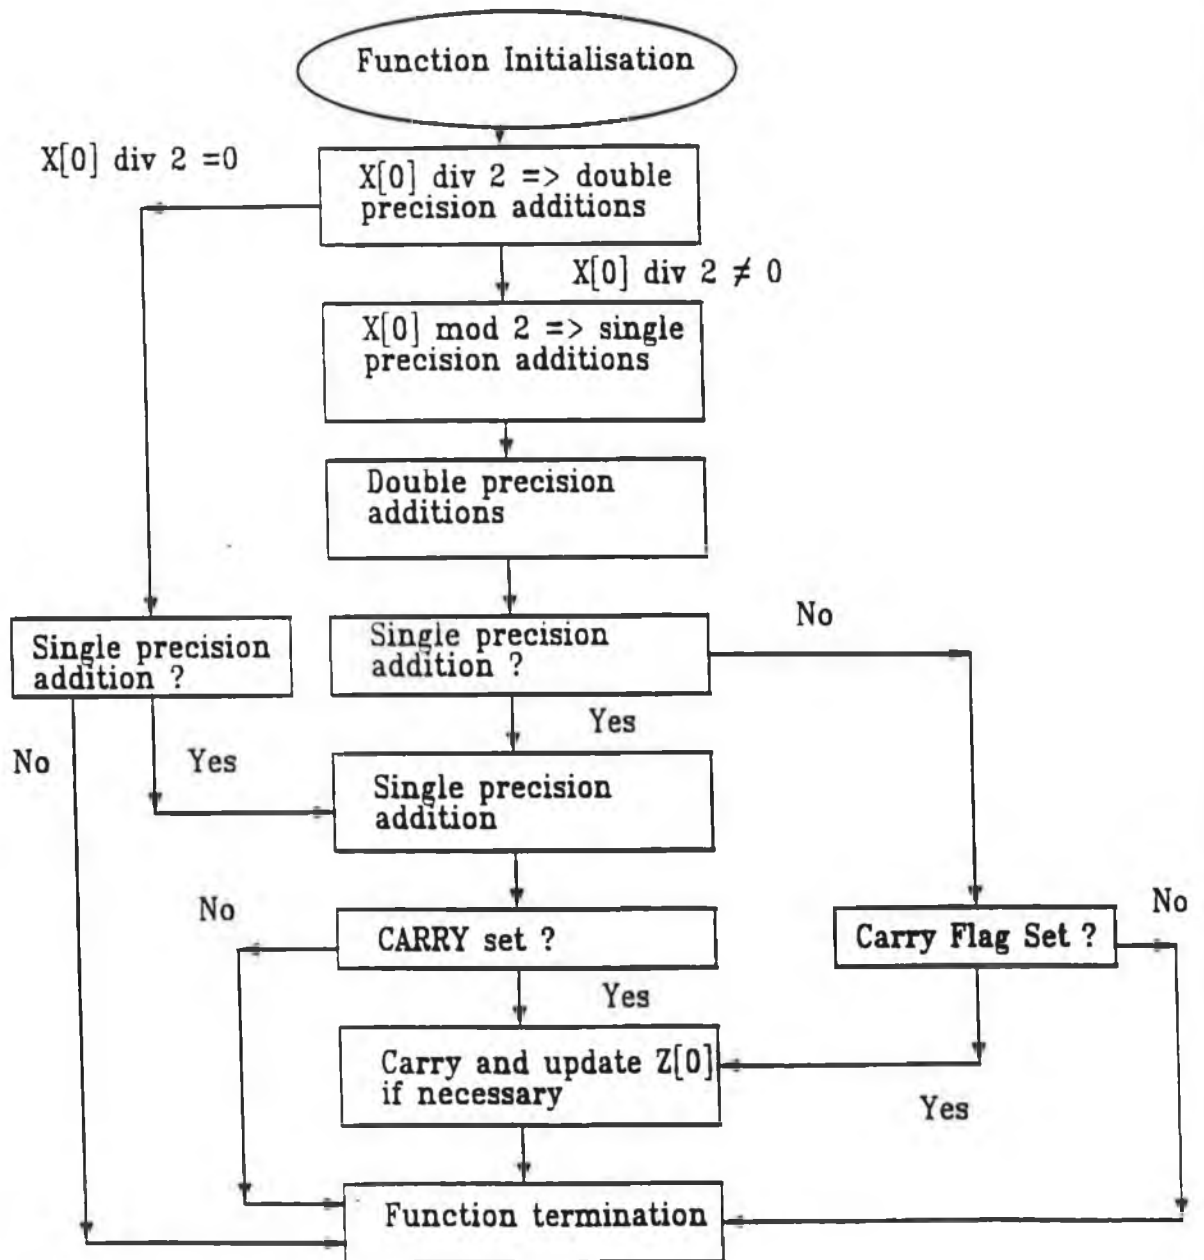 Function Initialisation
X[0] div 2 =0
X[0] div 2 => double
precision additions
X[0] div 2 ≠ 0
X[0] mod 2 => single
precision additions
Double precision
additions
No
Single precision
addition ?
Single precision
addition ?
Yes
No
Yes
Single precision
addition
No
No
CARRY set ?
Carry Flag Set ?
Yes
Carry and update Z[0]
if necessary
Yes
Function termination